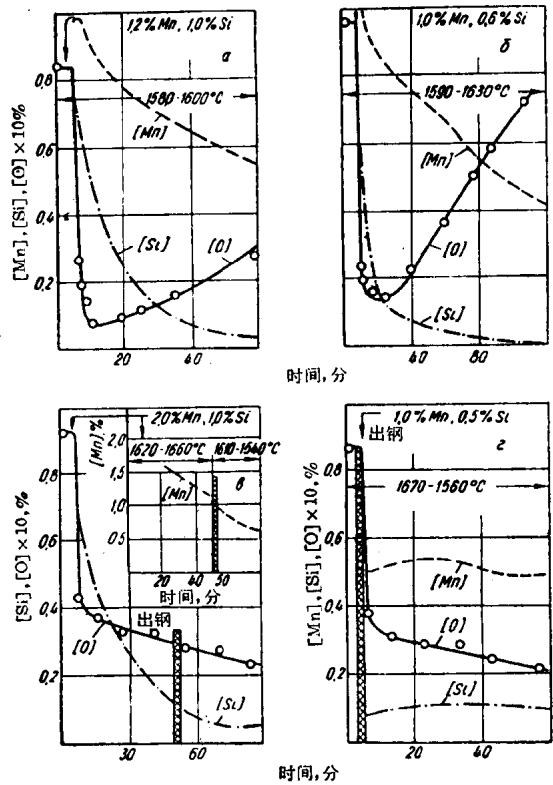 1,2%Mn, 1,0%Si
а
1580-1600°C
[Mn]
[Si]
[O]
0,8
0,6
0,4
0,2
20
40
[Mn], [Si], [O]×10%
1,0%Mn, 0,6%Si
б
1590-1630°C
[Mn]
[O]
[Si]
40
80
时间,分
2,0%Mn, 1,0%Si
[Mn],%
2,0
1,5
1,0
0,5
1620-1660°C
1610-1540°C
в
[Mn]
20
40
50
时间,分
出钢
[O]
[Si]
0,8
0,6
0,4
0,2
30
60
[Si], [O]×10,%
1,0%Mn, 0,5%Si
出钢
г
1670-1560°C
[Mn]
[O]
[Si]
0,8
0,6
0,4
0,2
20
40
[Mn], [Si], [O]×10,%
时间,分